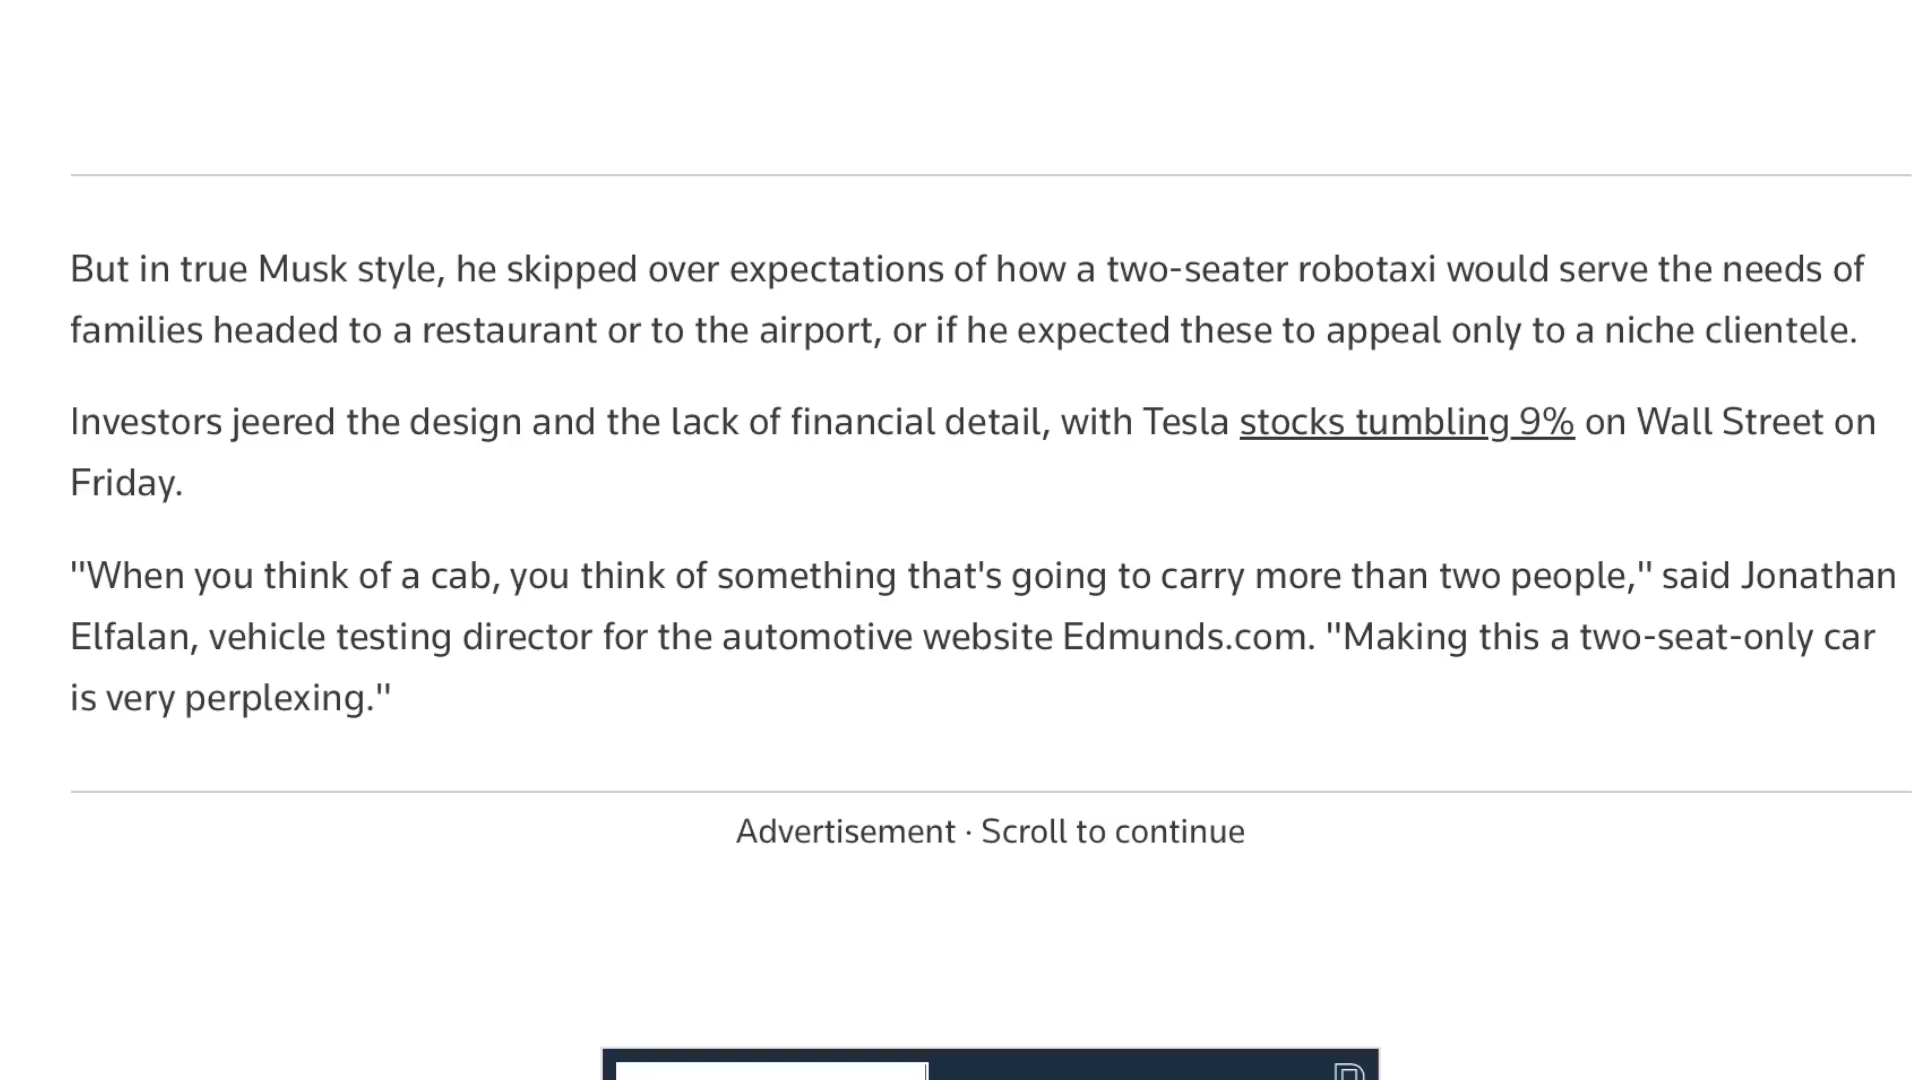 But in true Musk style, he skipped over expectations of how a two-seater robotaxi would serve the needs of
families headed to a restaurant or to the airport, or if he expected these to appeal only to a niche clientele.
Investors jeered the design and the lack of financial detail, with Tesla stocks tumbling 9% on Wall Street on
Friday.
"When you think of a cab, you think of something that's going to carry more than two people," said Jonathan
Elfalan, vehicle testing director for the automotive website Edmunds.com. "Making this a two-seat-only car
is very perplexing."
Advertisement · Scroll to continue